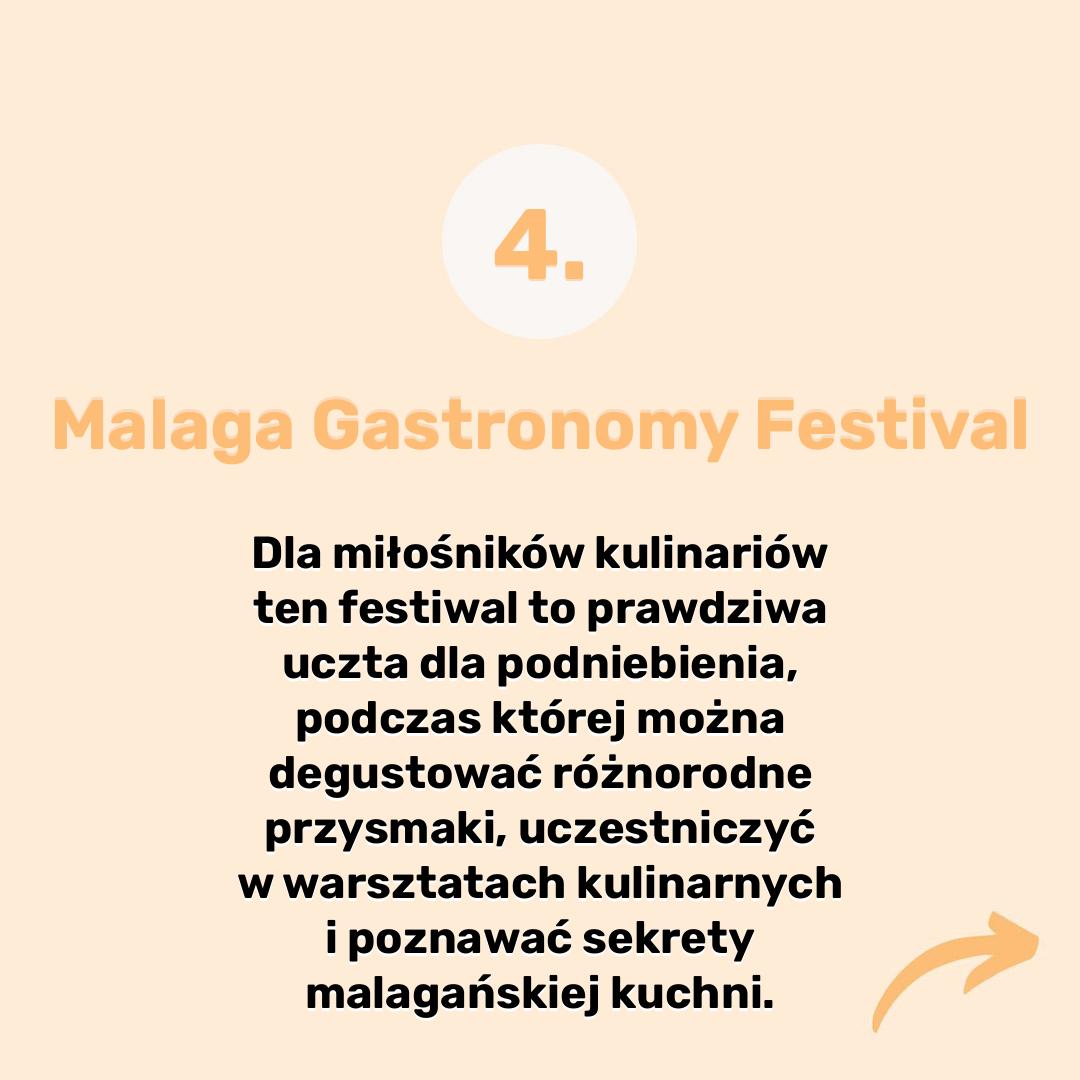 4.
Malaga Gastronomy Festival
Dla miłośników kulinariów
ten festiwal to prawdziwa
uczta dla podniebienia,
podczas której można
degustować różnorodne
przysmaki, uczestniczyć
w warsztatach kulinarnych
i poznawać sekrety
malagańskiej kuchni.